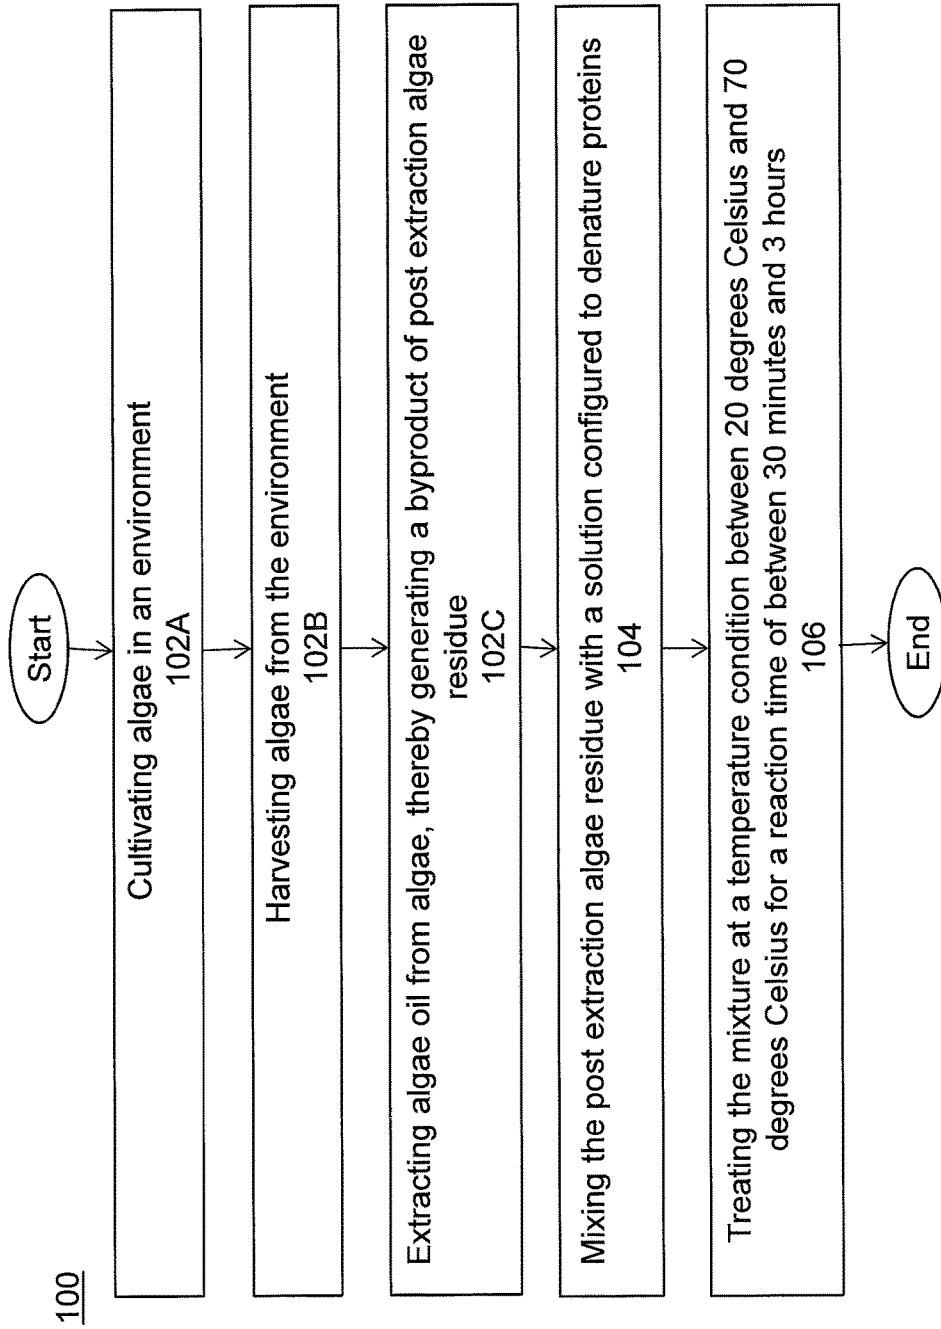 100
Start
Cultivating algae in an environment
102A
Harvesting algae from the environment
102B
Extracting algae oil from algae, thereby generating a byproduct of post extraction algae
residue
102C
Mixing the post extraction algae residue with a solution configured to denature proteins
104
Treating the mixture at a temperature condition between 20 degrees Celsius and 70
degrees Celsius for a reaction time of between 30 minutes and 3 hours
106
End